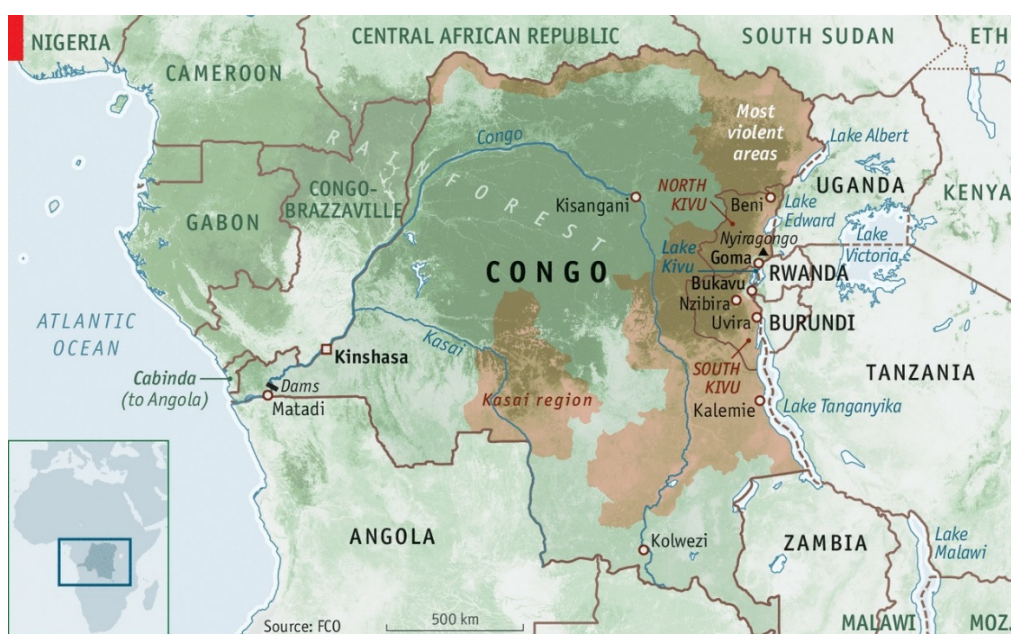 NIGERIA
CENTRAL AFRICAN REPUBLIC
SOUTH SUDAN
ETH
CAMEROON
Most
violent
areas
Congo
Lake Albert
RAINFOREST
UGANDA
KENYA
CONGO-
BRAZZAVILLE
NORTH
KIVU
Beni
Lake
Edward
GABON
Kisangani
Nyiragongo
Lake
Victoria
Goma
Lake
Kivu
CONGO
RWANDA
Bukavu
Nzibira
Uvira
BURUNDI
ATLANTIC
OCEAN
Kasai
Kinshasa
SOUTH
KIVU
TANZANIA
Cabinda
(to Angola)
Dams
Matadi
Kasai region
Kalemie
Lake Tanganyika
ANGOLA
Kolwezi
ZAMBIA
Lake
Malawi
Source: FCO
500 km
MALAWI
MOZ.